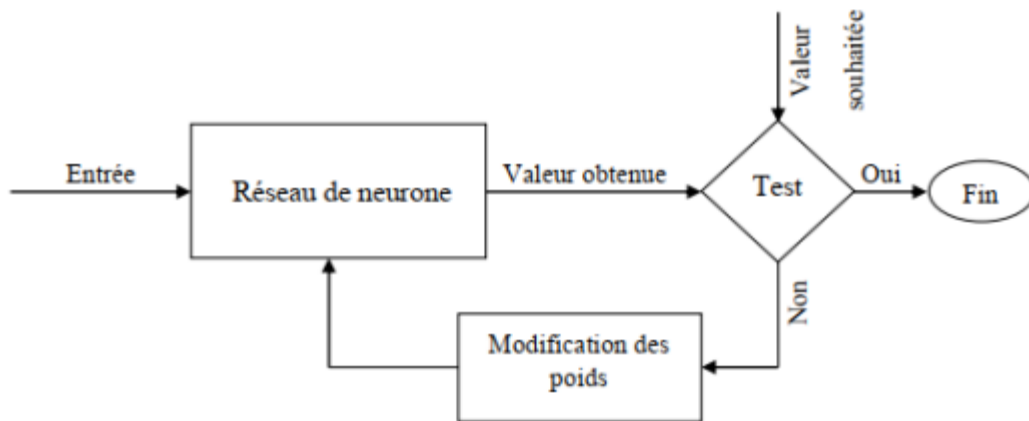 Valeur
souhaitée
Entrée
Réseau de neurone
Valeur obtenue
Test
Oui
Fin
Non
Modification des
poids